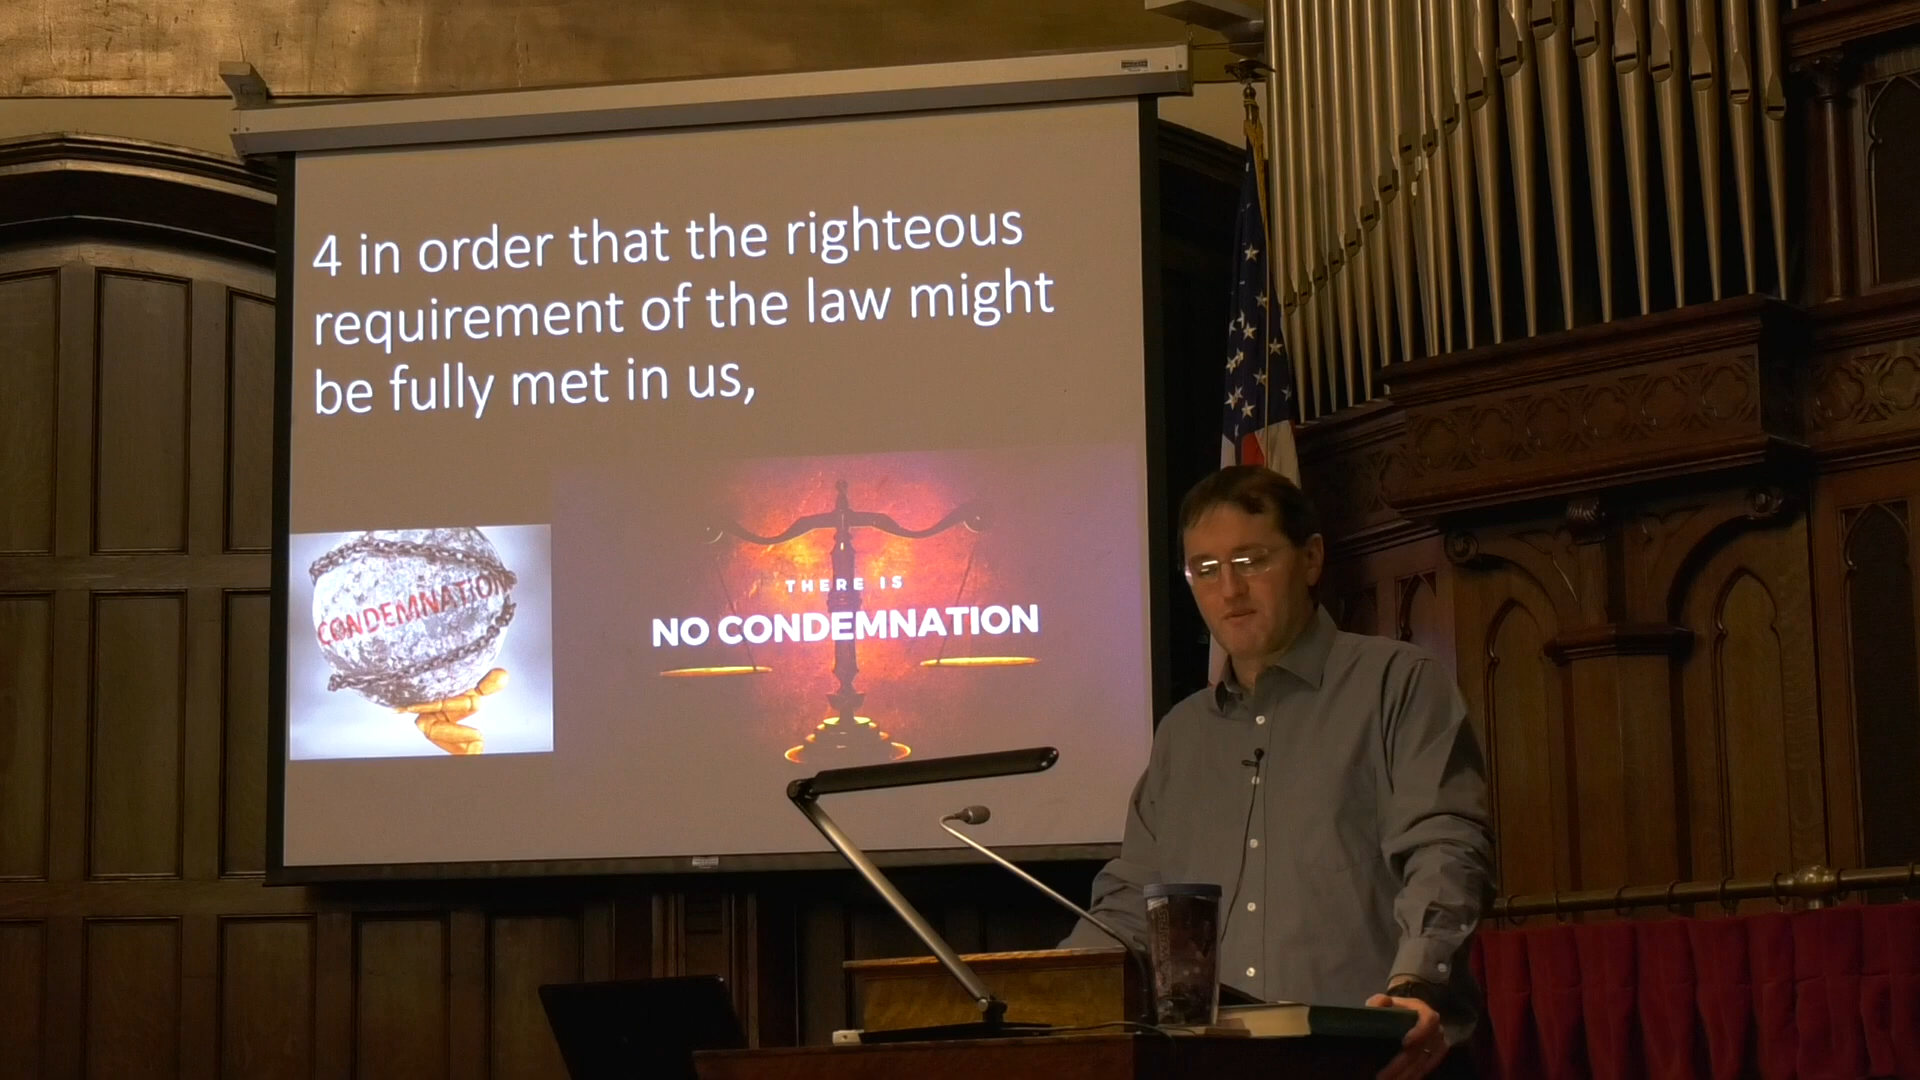 4 in order that the righteous
requirement of the law might
be fully met in us,
CONDEMNATION
THERE IS
NO CONDEMNATION